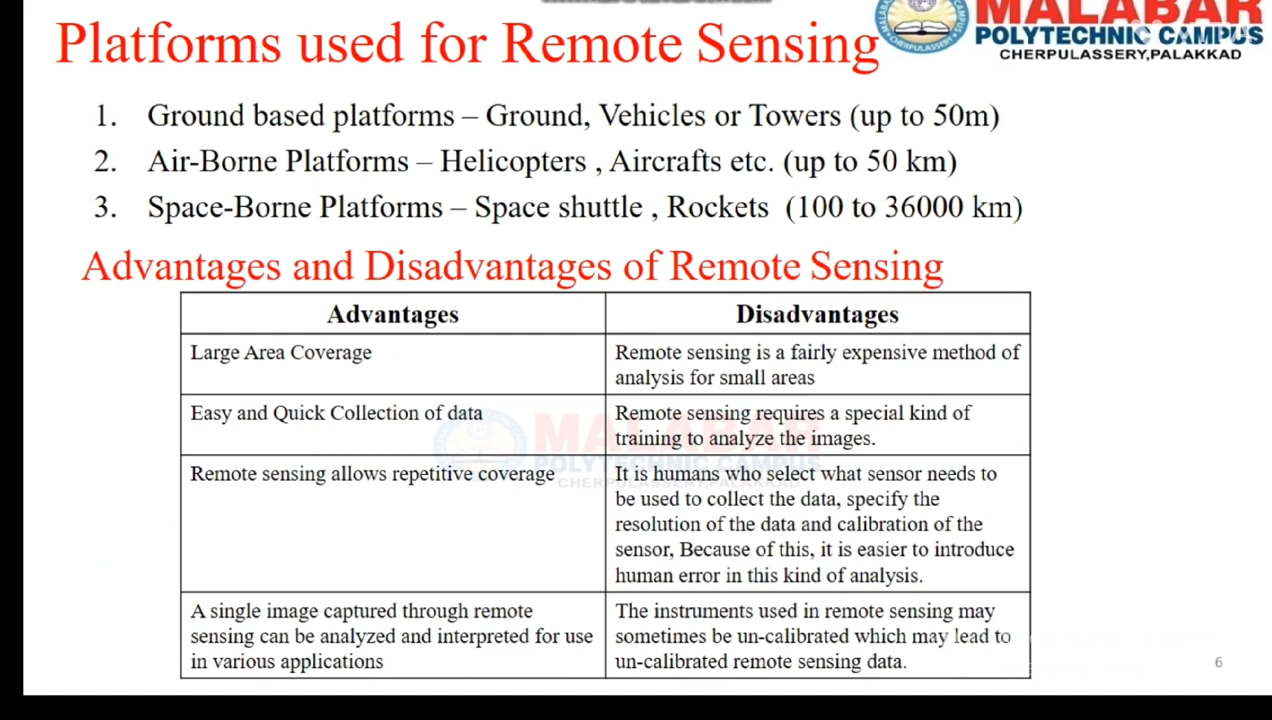 MALABAR
POLYTECHNIC CAMPUS
CHERPULASSERY,PALAKKAD
Platforms used for Remote Sensing
1. Ground based platforms – Ground, Vehicles or Towers (up to 50m)
2. Air-Borne Platforms – Helicopters , Aircrafts etc. (up to 50 km)
3. Space-Borne Platforms – Space shuttle , Rockets (100 to 36000 km)
Advantages and Disadvantages of Remote Sensing
Advantages
Disadvantages
Large Area Coverage
Remote sensing is a fairly expensive method of
analysis for small areas
Easy and Quick Collection of data
Remote sensing requires a special kind of
training to analyze the images.
Remote sensing allows repetitive coverage
It is humans who select what sensor needs to
be used to collect the data, specify the
resolution of the data and calibration of the
sensor, Because of this, it is easier to introduce
human error in this kind of analysis.
A single image captured through remote
sensing can be analyzed and interpreted for use
in various applications
The instruments used in remote sensing may
sometimes be un-calibrated which may lead to
un-calibrated remote sensing data.
MALABAR
POLYTECHNIC CAMPUS
CHERPULASSERY,PALAKKAD
6